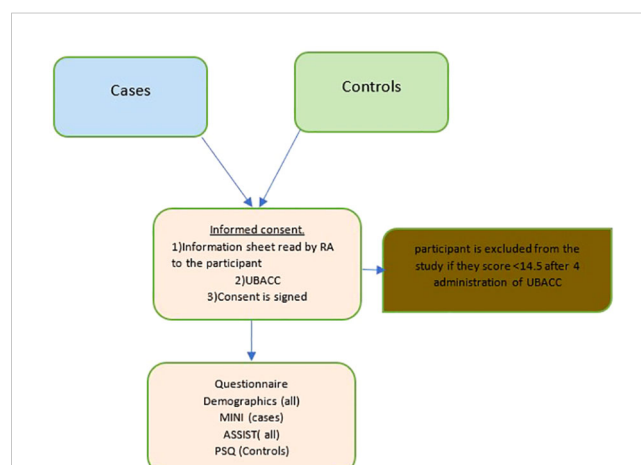 Cases
Controls
Informed consent.
1)Information sheet read by RA
to the participant
2)UBACC
3)Consent is signed
participant is excluded from the
study if they score <14.5 after 4
administration of UBACC
Questionnaire
Demographics (all)
MINI (cases)
ASSIST( all)
PSQ (Controls)